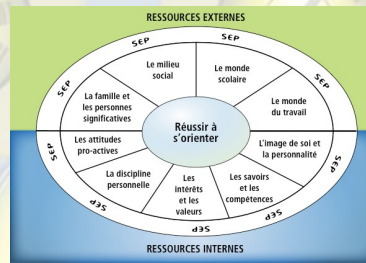 RESSOURCES EXTERNES
SEP
SEP
SEP
SEP
Le milieu
social
Le monde
scolaire
La famille et
les personnes
significatives
Le monde
du travail
Réussir à
s'orienter
Les attitudes
pro-actives
L'image de soi et
la personnalité
La discipline
personnelle
Les
intérêts
et les
valeurs
Les savoirs
et les
compétences
SEP
SEP
SEP
SEP
SEP
RESSOURCES INTERNES